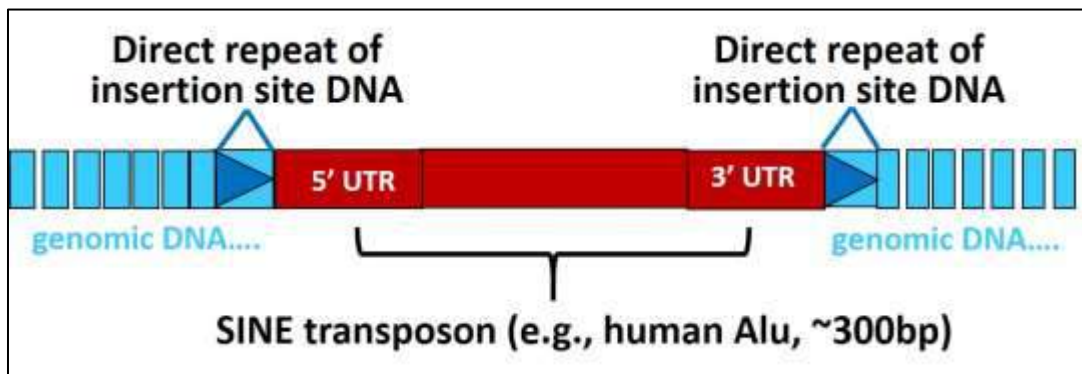 Direct repeat of
insertion site DNA
Direct repeat of
insertion site DNA
5’ UTR
3’ UTR
genomic DNA....
genomic DNA....
SINE transposon (e.g., human Alu, ~300bp)